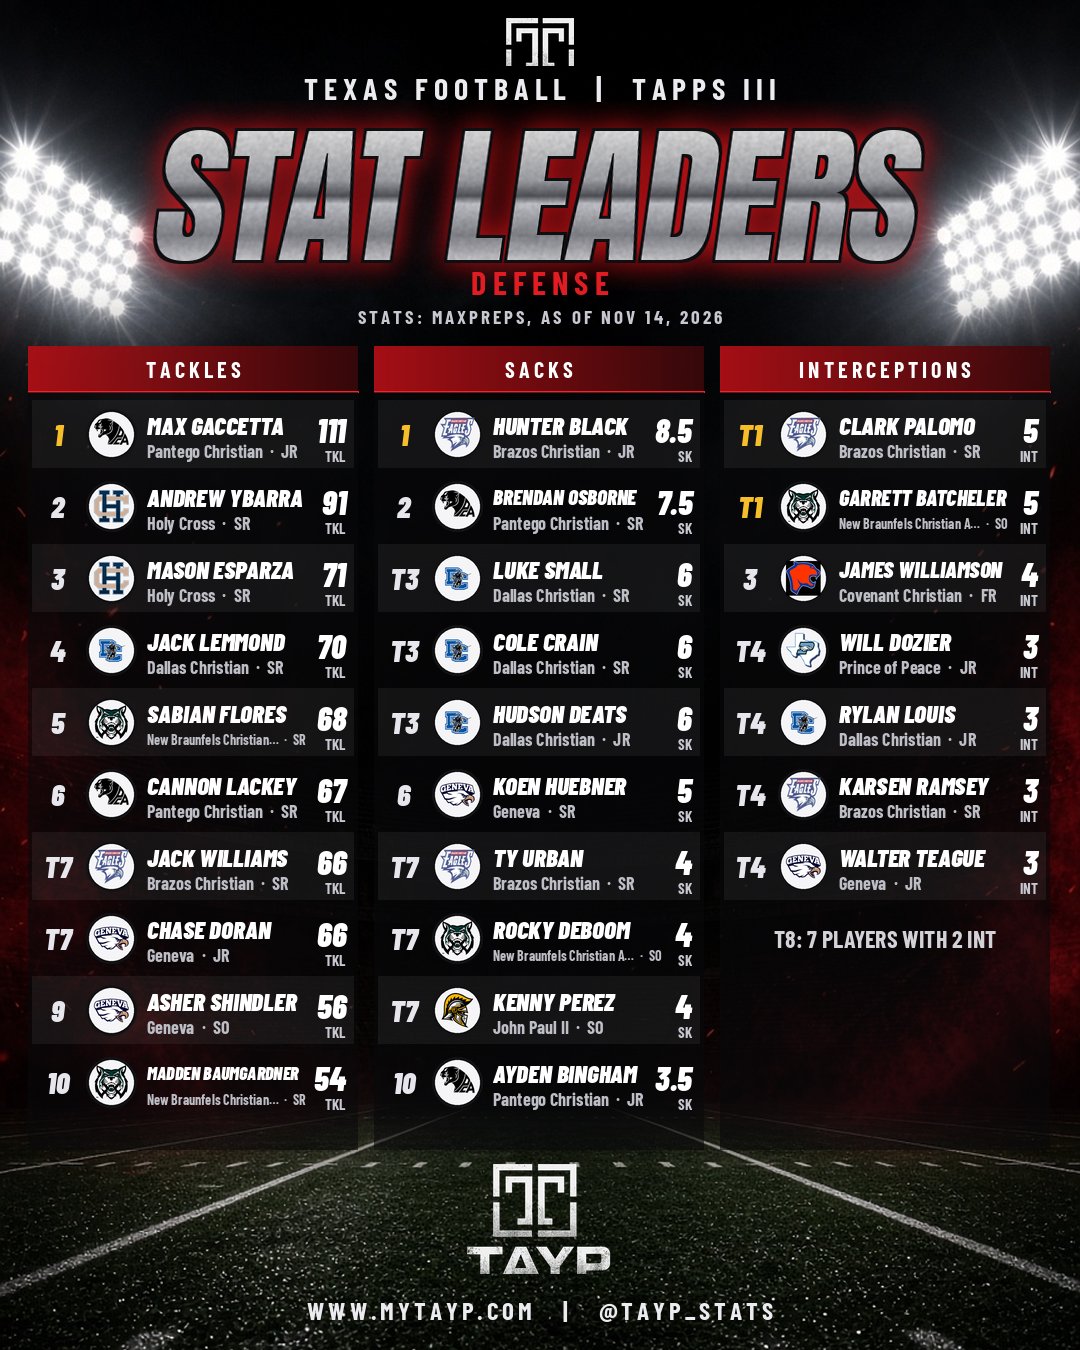 TEXAS FOOTBALL | TAPPS III
STAT LEADERS
DEFENSE
STATS: MAXPREPS, AS OF NOV 14, 2026
TACKLES
1 MAX GACCETTA 111
Pantego Christian · JR TKL
2 ANDREW YBARRA 91
Holy Cross · SR TKL
3 MASON ESPARZA 71
Holy Cross · SR TKL
4 JACK LEMMOND 70
Dallas Christian · SR TKL
5 SABIAN FLORES 68
New Braunfels Christian... · SR TKL
6 CANNON LACKEY 67
Pantego Christian · SR TKL
T7 JACK WILLIAMS 66
Brazos Christian · SR TKL
T7 CHASE DORAN 66
Geneva · JR TKL
9 ASHER SHINDLER 56
Geneva · SO TKL
10 MADDEN BAUMGARDNER 54
New Braunfels Christian... · SR TKL
SACKS
1 HUNTER BLACK 8.5
Brazos Christian · JR SK
2 BRENDAN OSBORNE 7.5
Pantego Christian · SR SK
T3 LUKE SMALL 6
Dallas Christian · SR SK
T3 COLE CRAIN 6
Dallas Christian · SR SK
T3 HUDSON DEATS 6
Dallas Christian · JR SK
6 KOEN HUEBNER 5
Geneva · SR SK
T7 TY URBAN 4
Brazos Christian · SR SK
T7 ROCKY DEBOOM 4
New Braunfels Christian A... · SO SK
T7 KENNY PEREZ 4
John Paul II · SO SK
10 AYDEN BINGHAM 3.5
Pantego Christian · JR SK
INTERCEPTIONS
T1 CLARK PALOMO 5
Brazos Christian · SR INT
T1 GARRETT BATCHELER 5
New Braunfels Christian A... · SO INT
3 JAMES WILLIAMSON 4
Covenant Christian · FR INT
T4 WILL DOZIER 3
Prince of Peace · JR INT
T4 RYLAN LOUIS 3
Dallas Christian · JR INT
T4 KARSEN RAMSEY 3
Brazos Christian · SR INT
T4 WALTER TEAGUE 3
Geneva · JR INT
T8: 7 PLAYERS WITH 2 INT
TAYP
WWW.MYTAYP.COM | @TAYP_STATS